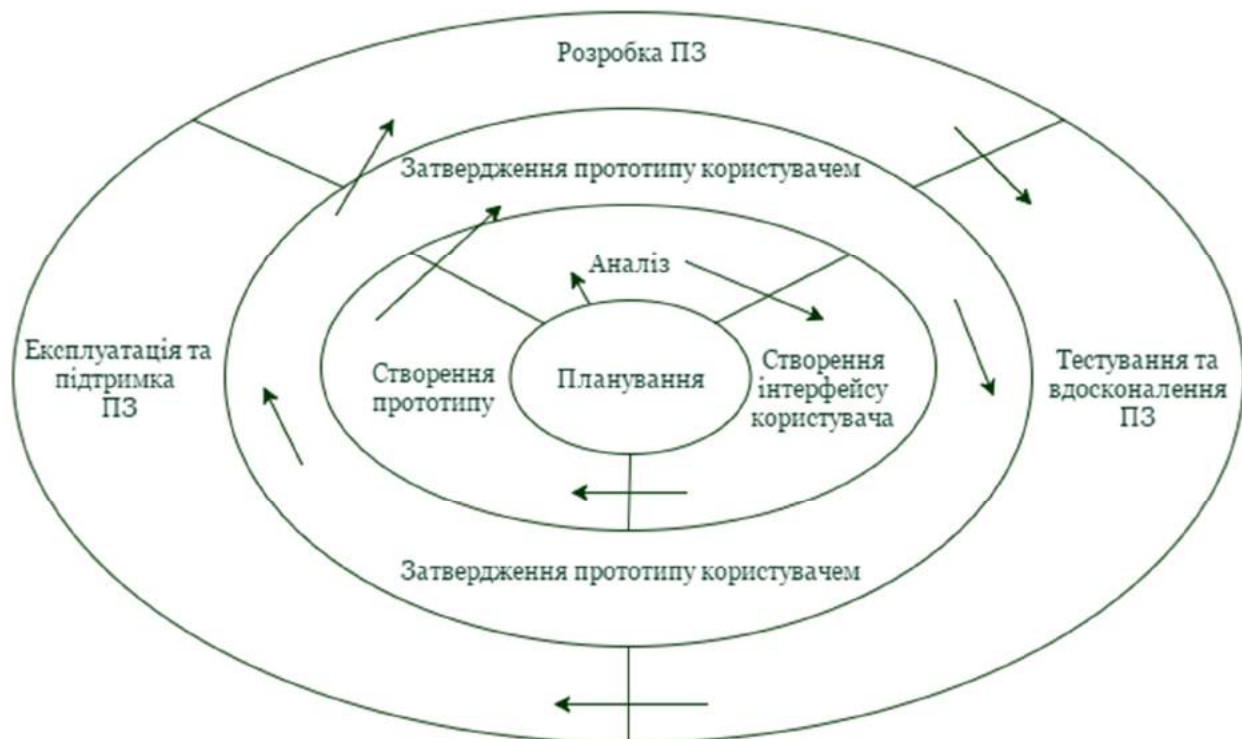 Розробка ПЗ
Затвердження прототипу користувачем
Аналіз
Експлуатація та
підтримка
ПЗ
Створення
прототипу
Планування
Створення
інтерфейсу
користувача
Тестування та
вдосконалення
ПЗ
Затвердження прототипу користувачем